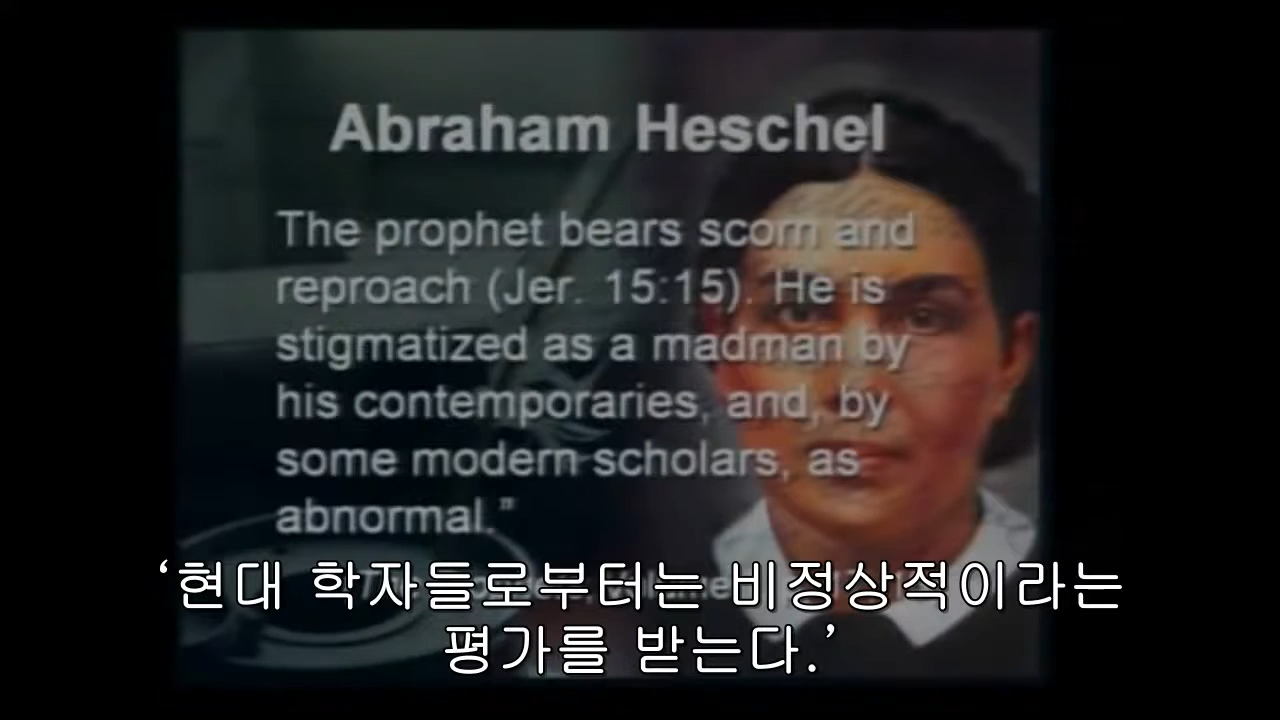 Abraham Heschel
The prophet bears scorn and
reproach (Jer. 15:15). He is
stigmatized as a madman by
his contemporaries, and, by
some modern scholars, as
abnormal.”
‘현대 학자들로부터는 비정상적이라는
평가를 받는다.’